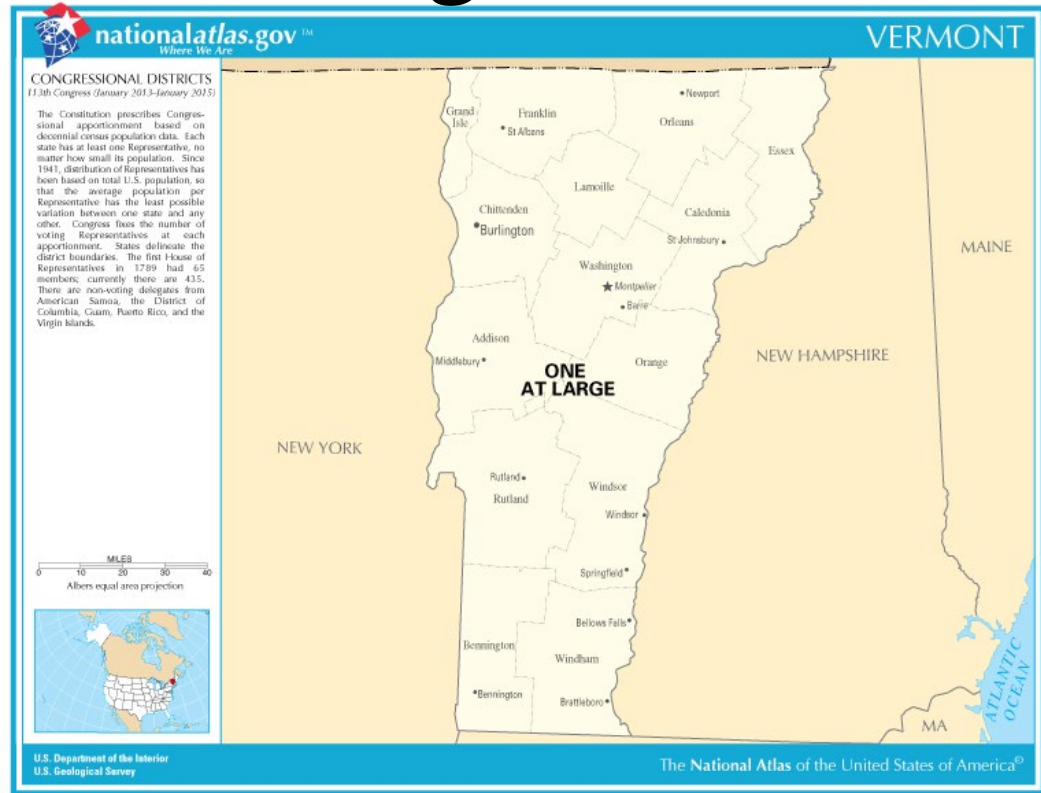 nationalatlas.gov ™
Where We Are
VERMONT
CONGRESSIONAL DISTRICTS
113th Congress (January 2013–January 2015)
The Constitution prescribes Congres-
sional apportionment based on
decennial census population data. Each
state has at least one Representative, no
matter how small its population. Since
1941, distribution of Representatives has
been based on total U.S. population, so
that the average population per
Representative has the least possible
variation between one state and any
other. Congress fixes the number of
voting Representatives at each
apportionment. States delineate the
district boundaries. The first House of
Representatives in 1789 had 65
members; currently there are 435.
There are non-voting delegates from
American Samoa, the District of
Columbia, Guam, Puerto Rico, and the
Virgin Islands.
MILES
0 10 20 30 40
Albers equal area projection
Grand
Isle
Franklin
St Albans
Newport
Orleans
Essex
Lamoille
Chittenden
Burlington
Caledonia
St Johnsbury
Washington
Montpelier
Barre
Addison
Middlebury
Orange
ONE
AT LARGE
MAINE
NEW HAMPSHIRE
NEW YORK
Rutland
Rutland
Windsor
Windsor
Springfield
Bellows Falls
Bennington
Windham
Bennington
Brattleboro
MA
ATLANTIC
OCEAN
U.S. Department of the Interior
U.S. Geological Survey
The National Atlas of the United States of America©